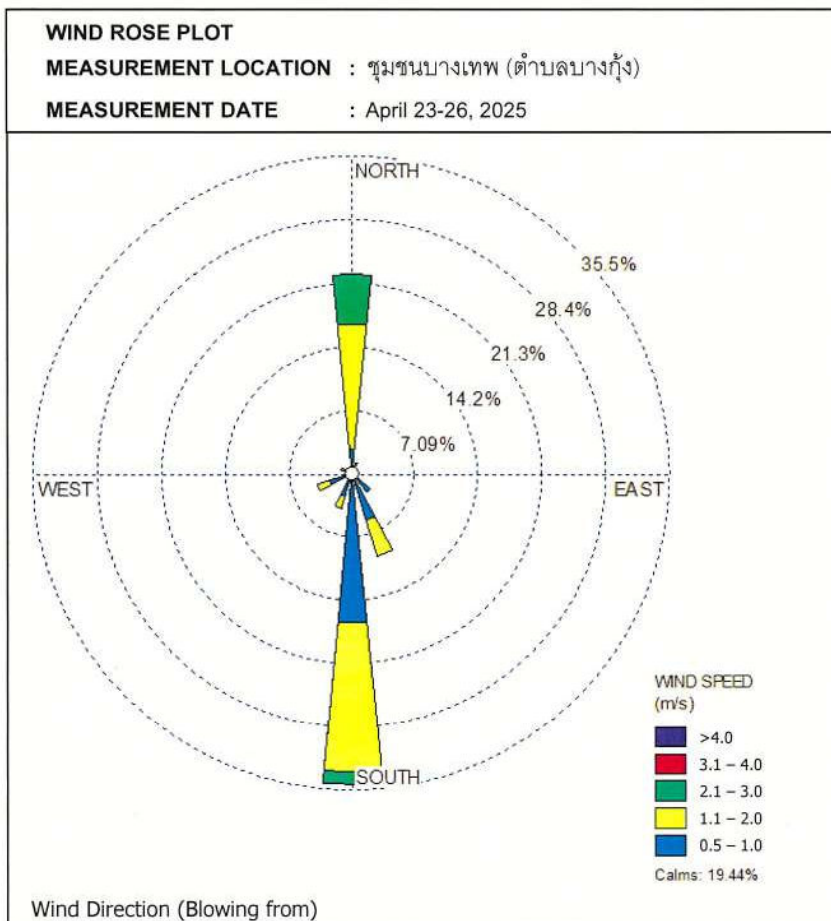 WIND ROSE PLOT
MEASUREMENT LOCATION : ชุมชนบางเทพ (ตำบลบางกุ้ง)
MEASUREMENT DATE : April 23-26, 2025
NORTH
35.5%
28.4%
21.3%
14.2%
7.09%
WEST
EAST
SOUTH
WIND SPEED
(m/s)
>4.0
3.1 – 4.0
2.1 – 3.0
1.1 – 2.0
0.5 – 1.0
Calms: 19.44%
Wind Direction (Blowing from)